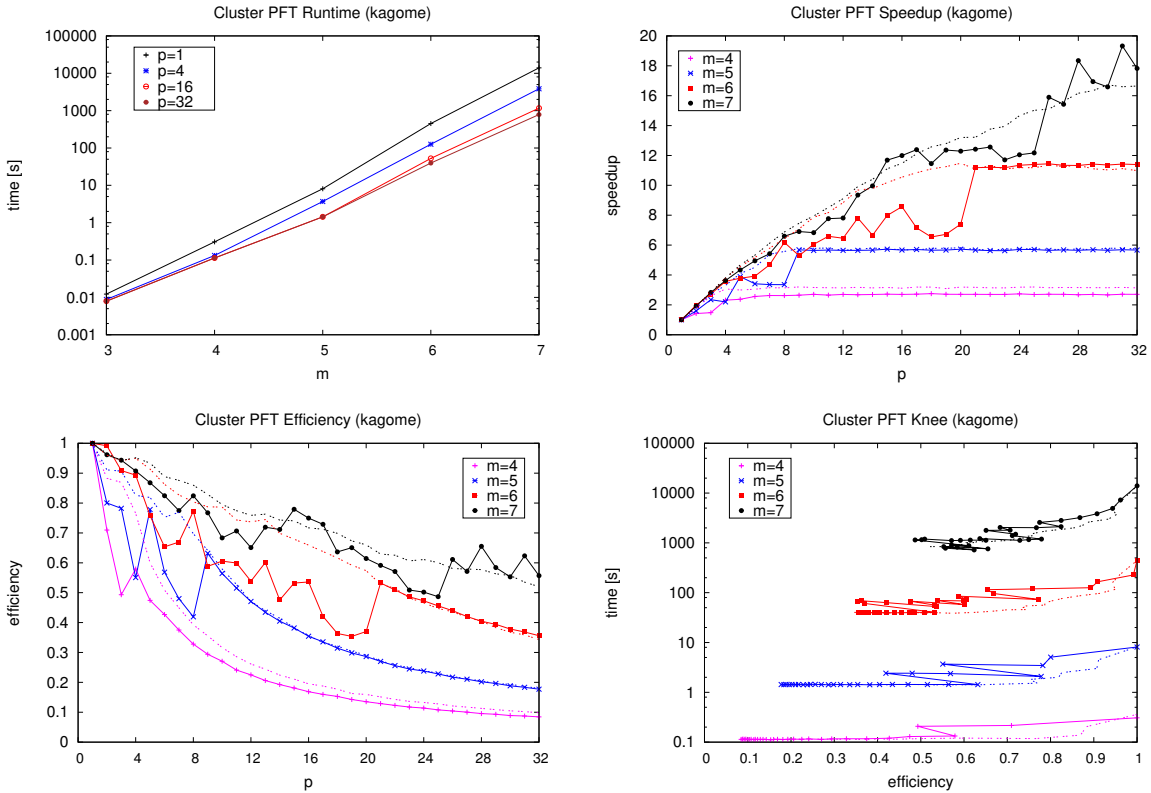 Cluster PFT Runtime (kagome)
100000
10000
1000
100
10
1
0.1
0.01
0.001
time [s]
p=1
p=4
p=16
p=32
3 4 5 6 7
m
Cluster PFT Speedup (kagome)
20
18
16
14
12
10
8
6
4
2
0
speedup
m=4
m=5
m=6
m=7
0 4 8 12 16 20 24 28 32
p
Cluster PFT Efficiency (kagome)
1
0.9
0.8
0.7
0.6
0.5
0.4
0.3
0.2
0.1
0
efficiency
m=4
m=5
m=6
m=7
0 4 8 12 16 20 24 28 32
p
Cluster PFT Knee (kagome)
100000
10000
1000
100
10
1
0.1
time [s]
m=4
m=5
m=6
m=7
0 0.1 0.2 0.3 0.4 0.5 0.6 0.7 0.8 0.9 1
efficiency